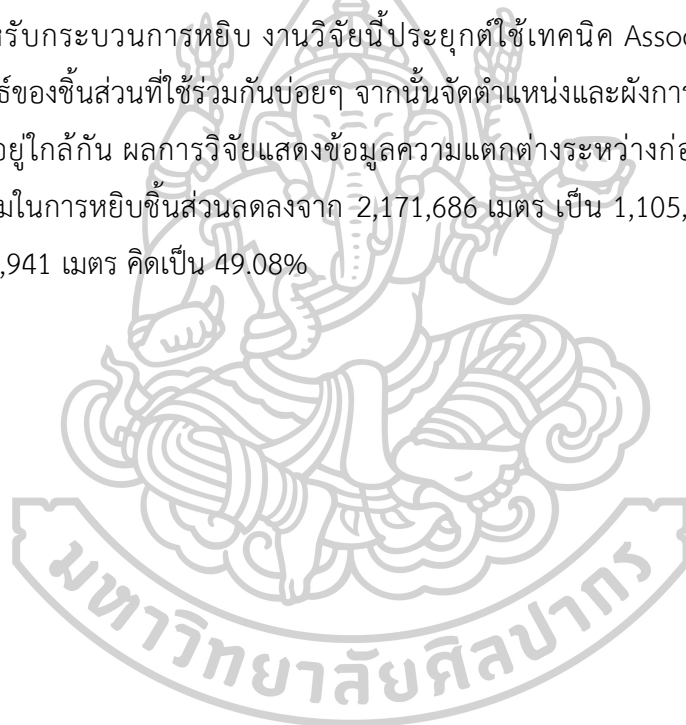 หรับกระบวนการหยิบ งานวิจัยนี้ประยุกต์ใช้เทคนิค Assoc
ธ์ของชิ้นส่วนที่ใช้ร่วมกันบ่อยๆ จากนั้นจัดตำแหน่งและผังการ
อยู่ใกล้กัน ผลการวิจัยแสดงข้อมูลความแตกต่างระหว่างก่อ
มในการหยิบชิ้นส่วนลดลงจาก 2,171,686 เมตร เป็น 1,105,
,941 เมตร คิดเป็น 49.08%
มหาวิทยาลัยศิลปากร